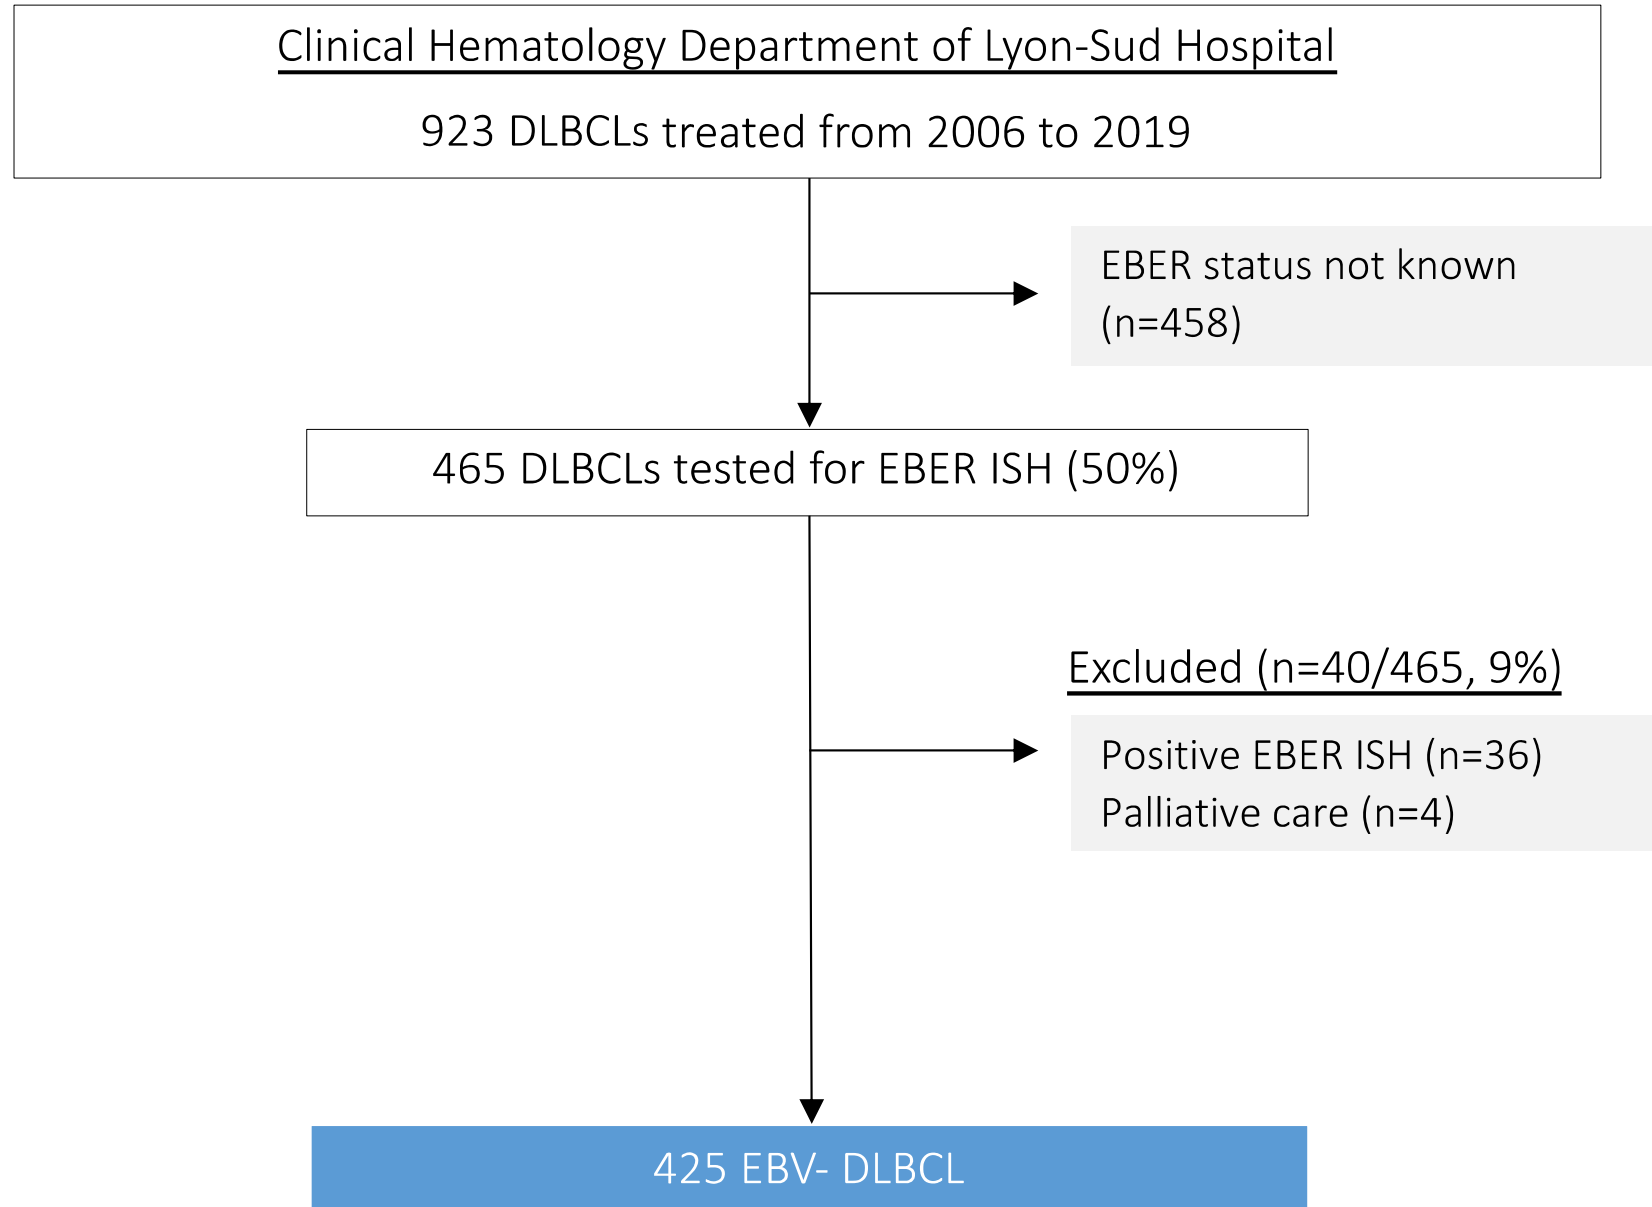 Clinical Hematology Department of Lyon-Sud Hospital
923 DLBCLs treated from 2006 to 2019
EBER status not known
(n=458)
465 DLBCLs tested for EBER ISH (50%)
Excluded (n=40/465, 9%)
Positive EBER ISH (n=36)
Palliative care (n=4)
425 EBV- DLBCL